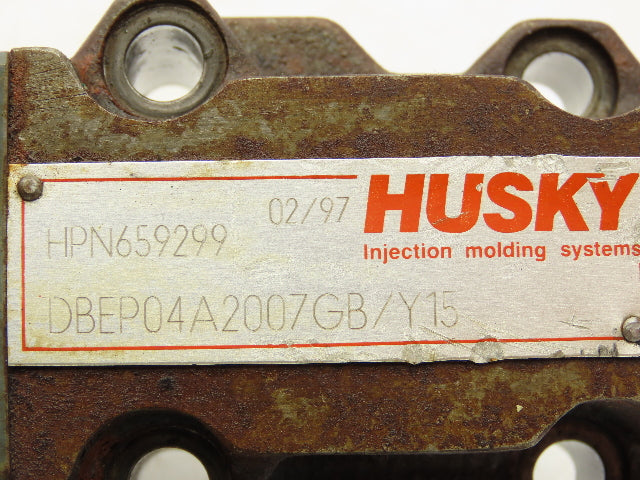 02/97 HUSKY
HPN659299
Injection molding systems
DBEP04A2007GB/Y15